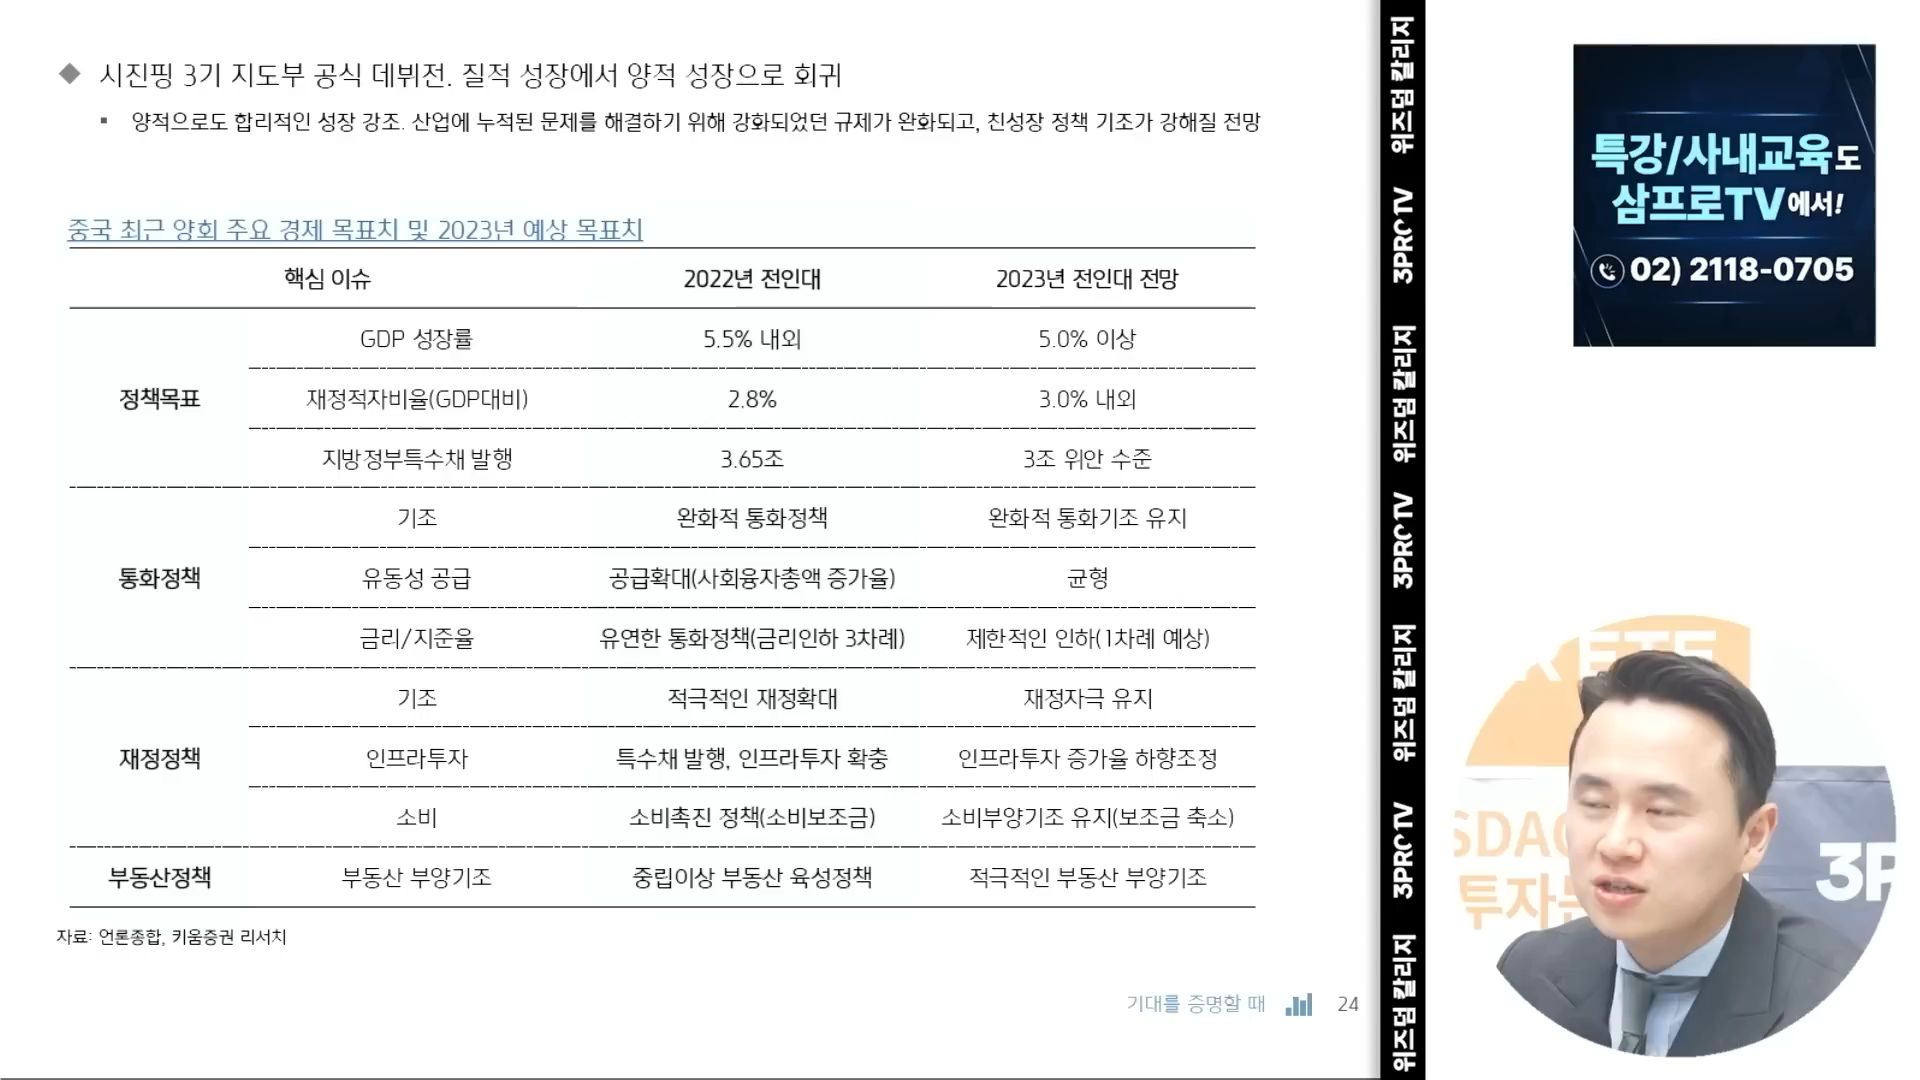 시진핑 3기 지도부 공식 데뷔전. 질적 성장에서 양적 성장으로 회귀
양적으로도 합리적인 성장 강조. 산업에 누적된 문제를 해결하기 위해 강화되었던 규제가 완화되고, 친성장 정책 기조가 강해질 전망
중국 최근 양회 주요 경제 목표치 및 2023년 예상 목표치
핵심 이슈 2022년 전인대 2023년 전인대 전망
GDP 성장률 5.5% 내외 5.0% 이상
정책목표 재정적자비율(GDP대비) 2.8% 3.0% 내외
지방정부특수채 발행 3.65조 3조 위안 수준
기조 완화적 통화정책 완화적 통화기조 유지
통화정책 유동성 공급 공급확대(사회융자총액 증가율) 균형
금리/지준율 유연한 통화정책(금리인하 3차례) 제한적인 인하(1차례 예상)
기조 적극적인 재정확대 재정자극 유지
재정정책 인프라투자 특수채 발행, 인프라투자 확충 인프라투자 증가율 하향조정
소비 소비촉진 정책(소비보조금) 소비부양기조 유지(보조금 축소)
부동산정책 부동산 부양기조 중립이상 부동산 육성정책 적극적인 부동산 부양기조
자료: 언론종합, 키움증권 리서치
기대를 증명할 때 24
위즈덤 칼리지
3PROTV
위즈덤 칼리지
3PROTV
위즈덤 칼리지
3PROTV
위즈덤 칼리지
특강/사내교육도
삼프로TV에서!
02) 2118-0705
SDAQ
투자
3P